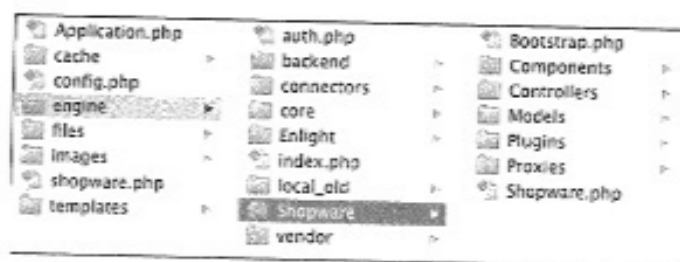 Application.php
cache
config.php
engine
files
images
shopware.php
templates
auth.php
backend
connectors
core
Enlight
index.php
local_old
Shopware
vendor
Bootstrap.php
Components
Controllers
Models
Plugins
Proxies
Shopware.php